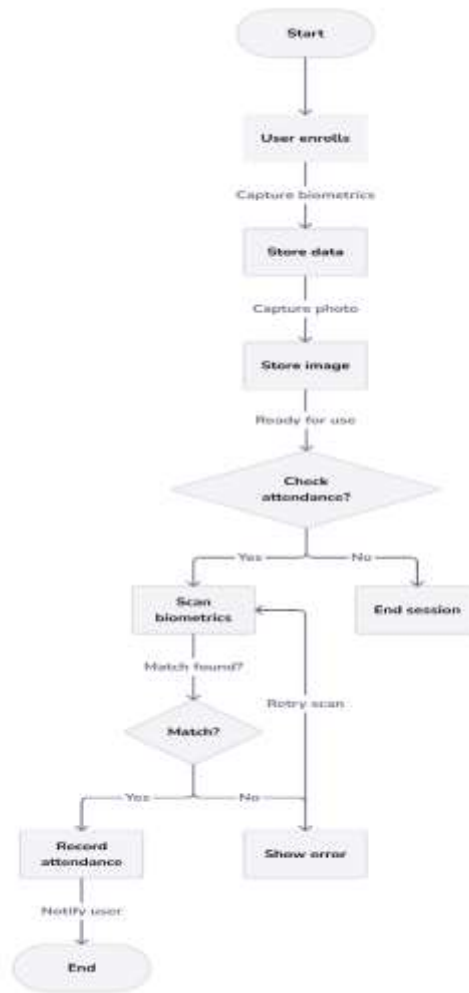 Start
User enrolls
Capture biometrics
Store data
Capture photo
Store image
Ready for use
Check
attendance?
Yes
No
Scan
biometrics
End session
Match found?
Retry scan
Match?
Yes
No
Record
attendance
Show error
Notify user
End